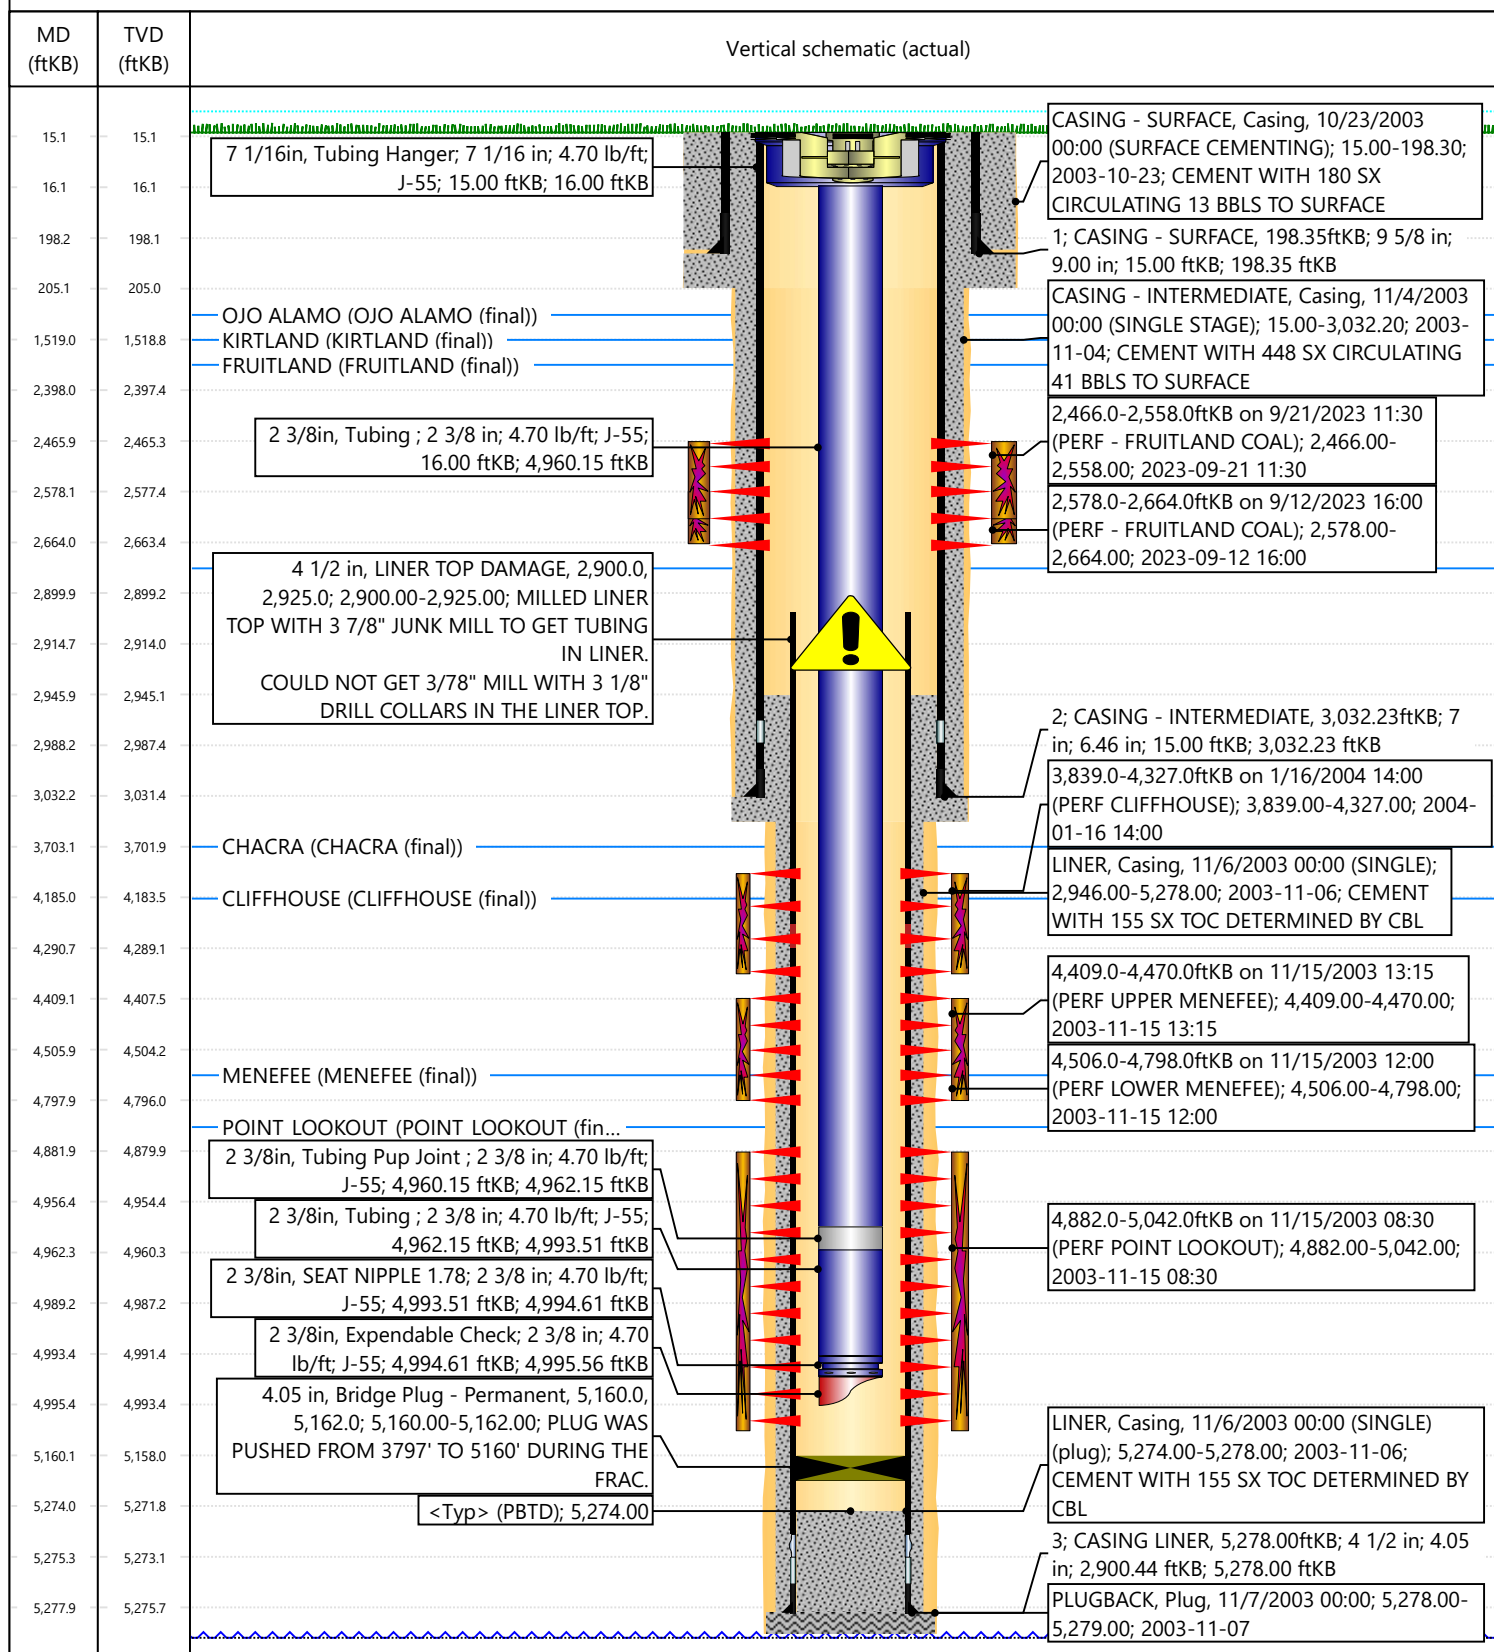 MD
(ftKB)
TVD
(ftKB)
Vertical schematic (actual)
15.1 15.1
16.1 16.1
198.2 198.1
205.1 205.0
1,519.0 1,518.8
2,398.0 2,397.4
2,465.9 2,465.3
2,578.1 2,577.4
2,664.0 2,663.4
2,899.9 2,899.2
2,914.7 2,914.0
2,945.9 2,945.1
2,988.2 2,987.4
3,032.2 3,031.4
3,703.1 3,701.9
4,185.0 4,183.5
4,290.7 4,289.1
4,409.1 4,407.5
4,505.9 4,504.2
4,797.9 4,796.0
4,881.9 4,879.9
4,956.4 4,954.4
4,962.3 4,960.3
4,989.2 4,987.2
4,993.4 4,991.4
4,995.4 4,993.4
5,160.1 5,158.0
5,274.0 5,271.8
5,275.3 5,273.1
5,277.9 5,275.7
7 1/16in, Tubing Hanger; 7 1/16 in; 4.70 lb/ft;
J-55; 15.00 ftKB; 16.00 ftKB
OJO ALAMO (OJO ALAMO (final))
KIRTLAND (KIRTLAND (final))
FRUITLAND (FRUITLAND (final))
2 3/8in, Tubing ; 2 3/8 in; 4.70 lb/ft; J-55;
16.00 ftKB; 4,960.15 ftKB
4 1/2 in, LINER TOP DAMAGE, 2,900.0,
2,925.0; 2,900.00-2,925.00; MILLED LINER
TOP WITH 3 7/8" JUNK MILL TO GET TUBING
IN LINER.
COULD NOT GET 3/78" MILL WITH 3 1/8"
DRILL COLLARS IN THE LINER TOP.
CHACRA (CHACRA (final))
CLIFFHOUSE (CLIFFHOUSE (final))
MENEFEE (MENEFEE (final))
POINT LOOKOUT (POINT LOOKOUT (fin...
2 3/8in, Tubing Pup Joint ; 2 3/8 in; 4.70 lb/ft;
J-55; 4,960.15 ftKB; 4,962.15 ftKB
2 3/8in, Tubing ; 2 3/8 in; 4.70 lb/ft; J-55;
4,962.15 ftKB; 4,993.51 ftKB
2 3/8in, SEAT NIPPLE 1.78; 2 3/8 in; 4.70 lb/ft;
J-55; 4,993.51 ftKB; 4,994.61 ftKB
2 3/8in, Expendable Check; 2 3/8 in; 4.70
lb/ft; J-55; 4,994.61 ftKB; 4,995.56 ftKB
4.05 in, Bridge Plug - Permanent, 5,160.0,
5,162.0; 5,160.00-5,162.00; PLUG WAS
PUSHED FROM 3797' TO 5160' DURING THE
FRAC.
<Typ> (PBTD); 5,274.00
CASING - SURFACE, Casing, 10/23/2003
00:00 (SURFACE CEMENTING); 15.00-198.30;
2003-10-23; CEMENT WITH 180 SX
CIRCULATING 13 BBLS TO SURFACE
1; CASING - SURFACE, 198.35ftKB; 9 5/8 in;
9.00 in; 15.00 ftKB; 198.35 ftKB
CASING - INTERMEDIATE, Casing, 11/4/2003
00:00 (SINGLE STAGE); 15.00-3,032.20; 2003-
11-04; CEMENT WITH 448 SX CIRCULATING
41 BBLS TO SURFACE
2,466.0-2,558.0ftKB on 9/21/2023 11:30
(PERF - FRUITLAND COAL); 2,466.00-
2,558.00; 2023-09-21 11:30
2,578.0-2,664.0ftKB on 9/12/2023 16:00
(PERF - FRUITLAND COAL); 2,578.00-
2,664.00; 2023-09-12 16:00
2; CASING - INTERMEDIATE, 3,032.23ftKB; 7
in; 6.46 in; 15.00 ftKB; 3,032.23 ftKB
3,839.0-4,327.0ftKB on 1/16/2004 14:00
(PERF CLIFFHOUSE); 3,839.00-4,327.00; 2004-
01-16 14:00
LINER, Casing, 11/6/2003 00:00 (SINGLE);
2,946.00-5,278.00; 2003-11-06; CEMENT
WITH 155 SX TOC DETERMINED BY CBL
4,409.0-4,470.0ftKB on 11/15/2003 13:15
(PERF UPPER MENEFEE); 4,409.00-4,470.00;
2003-11-15 13:15
4,506.0-4,798.0ftKB on 11/15/2003 12:00
(PERF LOWER MENEFEE); 4,506.00-4,798.00;
2003-11-15 12:00
4,882.0-5,042.0ftKB on 11/15/2003 08:30
(PERF POINT LOOKOUT); 4,882.00-5,042.00;
2003-11-15 08:30
LINER, Casing, 11/6/2003 00:00 (SINGLE)
(plug); 5,274.00-5,278.00; 2003-11-06;
CEMENT WITH 155 SX TOC DETERMINED BY
CBL
3; CASING LINER, 5,278.00ftKB; 4 1/2 in; 4.05
in; 2,900.44 ftKB; 5,278.00 ftKB
PLUGBACK, Plug, 11/7/2003 00:00; 5,278.00-
5,279.00; 2003-11-07